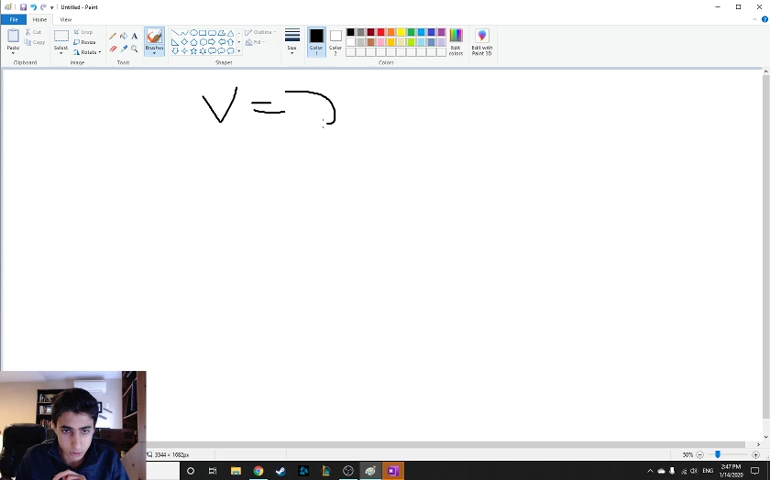 Untitled - Paint
File Home View
Paste Cut Copy Select Crop Resize Rotate Brushes Outline Fill Size Color 1 Color 2 Edit colors Edit with Paint 3D
Clipboard Image Tools Shapes Colors
V =
3344 × 1682px 50%
ENG 2:47 PM
1/14/2020